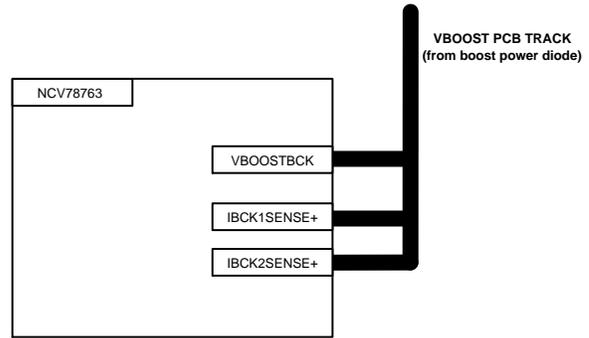 VBOOST PCB TRACK
(from boost power diode)
NCV78763
VBOOSTBCK
IBCK1SENSE+
IBCK2SENSE+